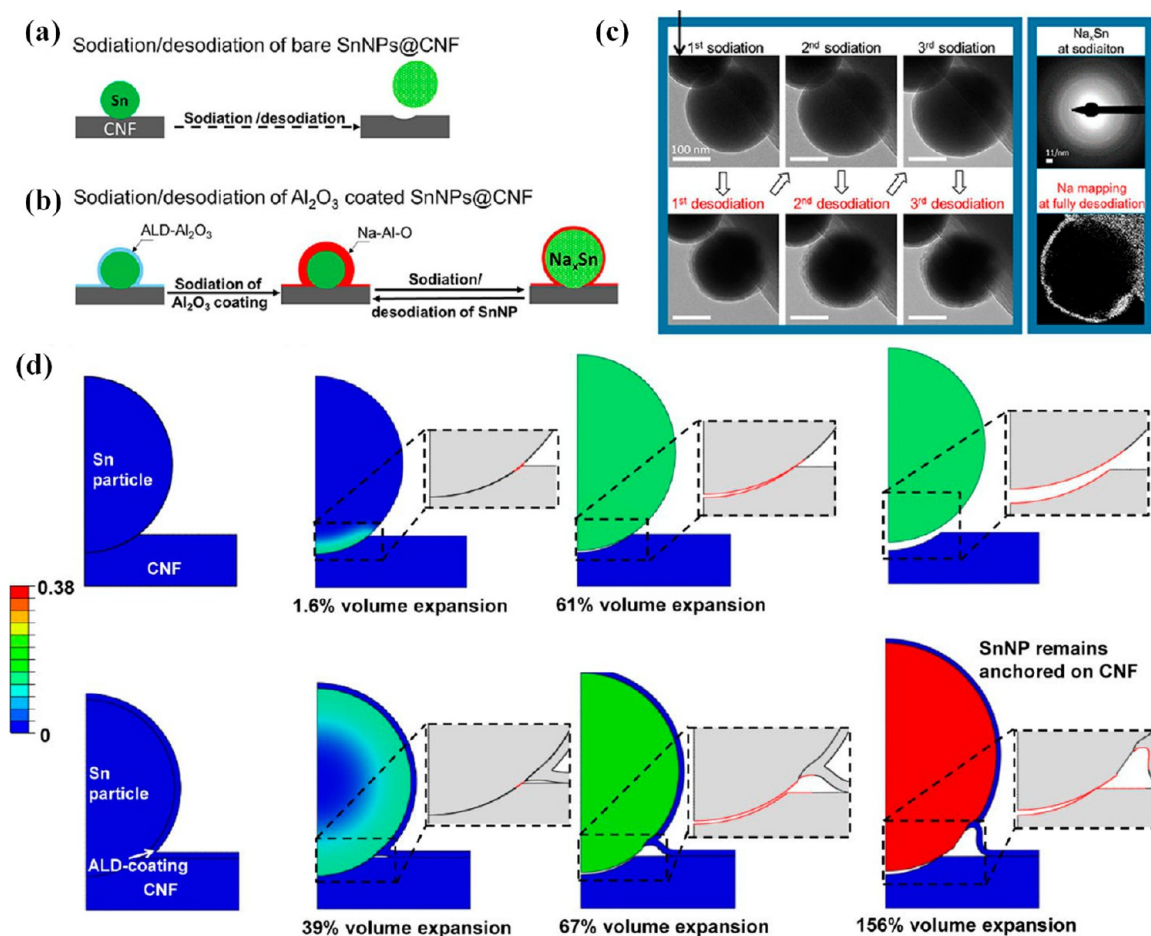 (a)
Sodiation/desodiation of bare SnNPs@CNF
Sn
CNF
Sodiation /desodiation
(b)
Sodiation/desodiation of Al₂O₃ coated SnNPs@CNF
ALD-Al₂O₃
Na-Al-O
Sodiation of
Al₂O₃ coating
Sodiation/
desodiation of SnNP
NaₓSn
(c)
1st sodiation
2nd sodiation
3rd sodiation
100 nm
1st desodiation
2nd desodiation
3rd desodiation
NaₓSn
at sodiaiton
11/nm
Na mapping
at fully desodiation
(d)
Sn
particle
CNF
1.6% volume expansion
61% volume expansion
0.38
0
Sn
particle
ALD-coating
CNF
39% volume expansion
67% volume expansion
SnNP remains
anchored on CNF
156% volume expansion